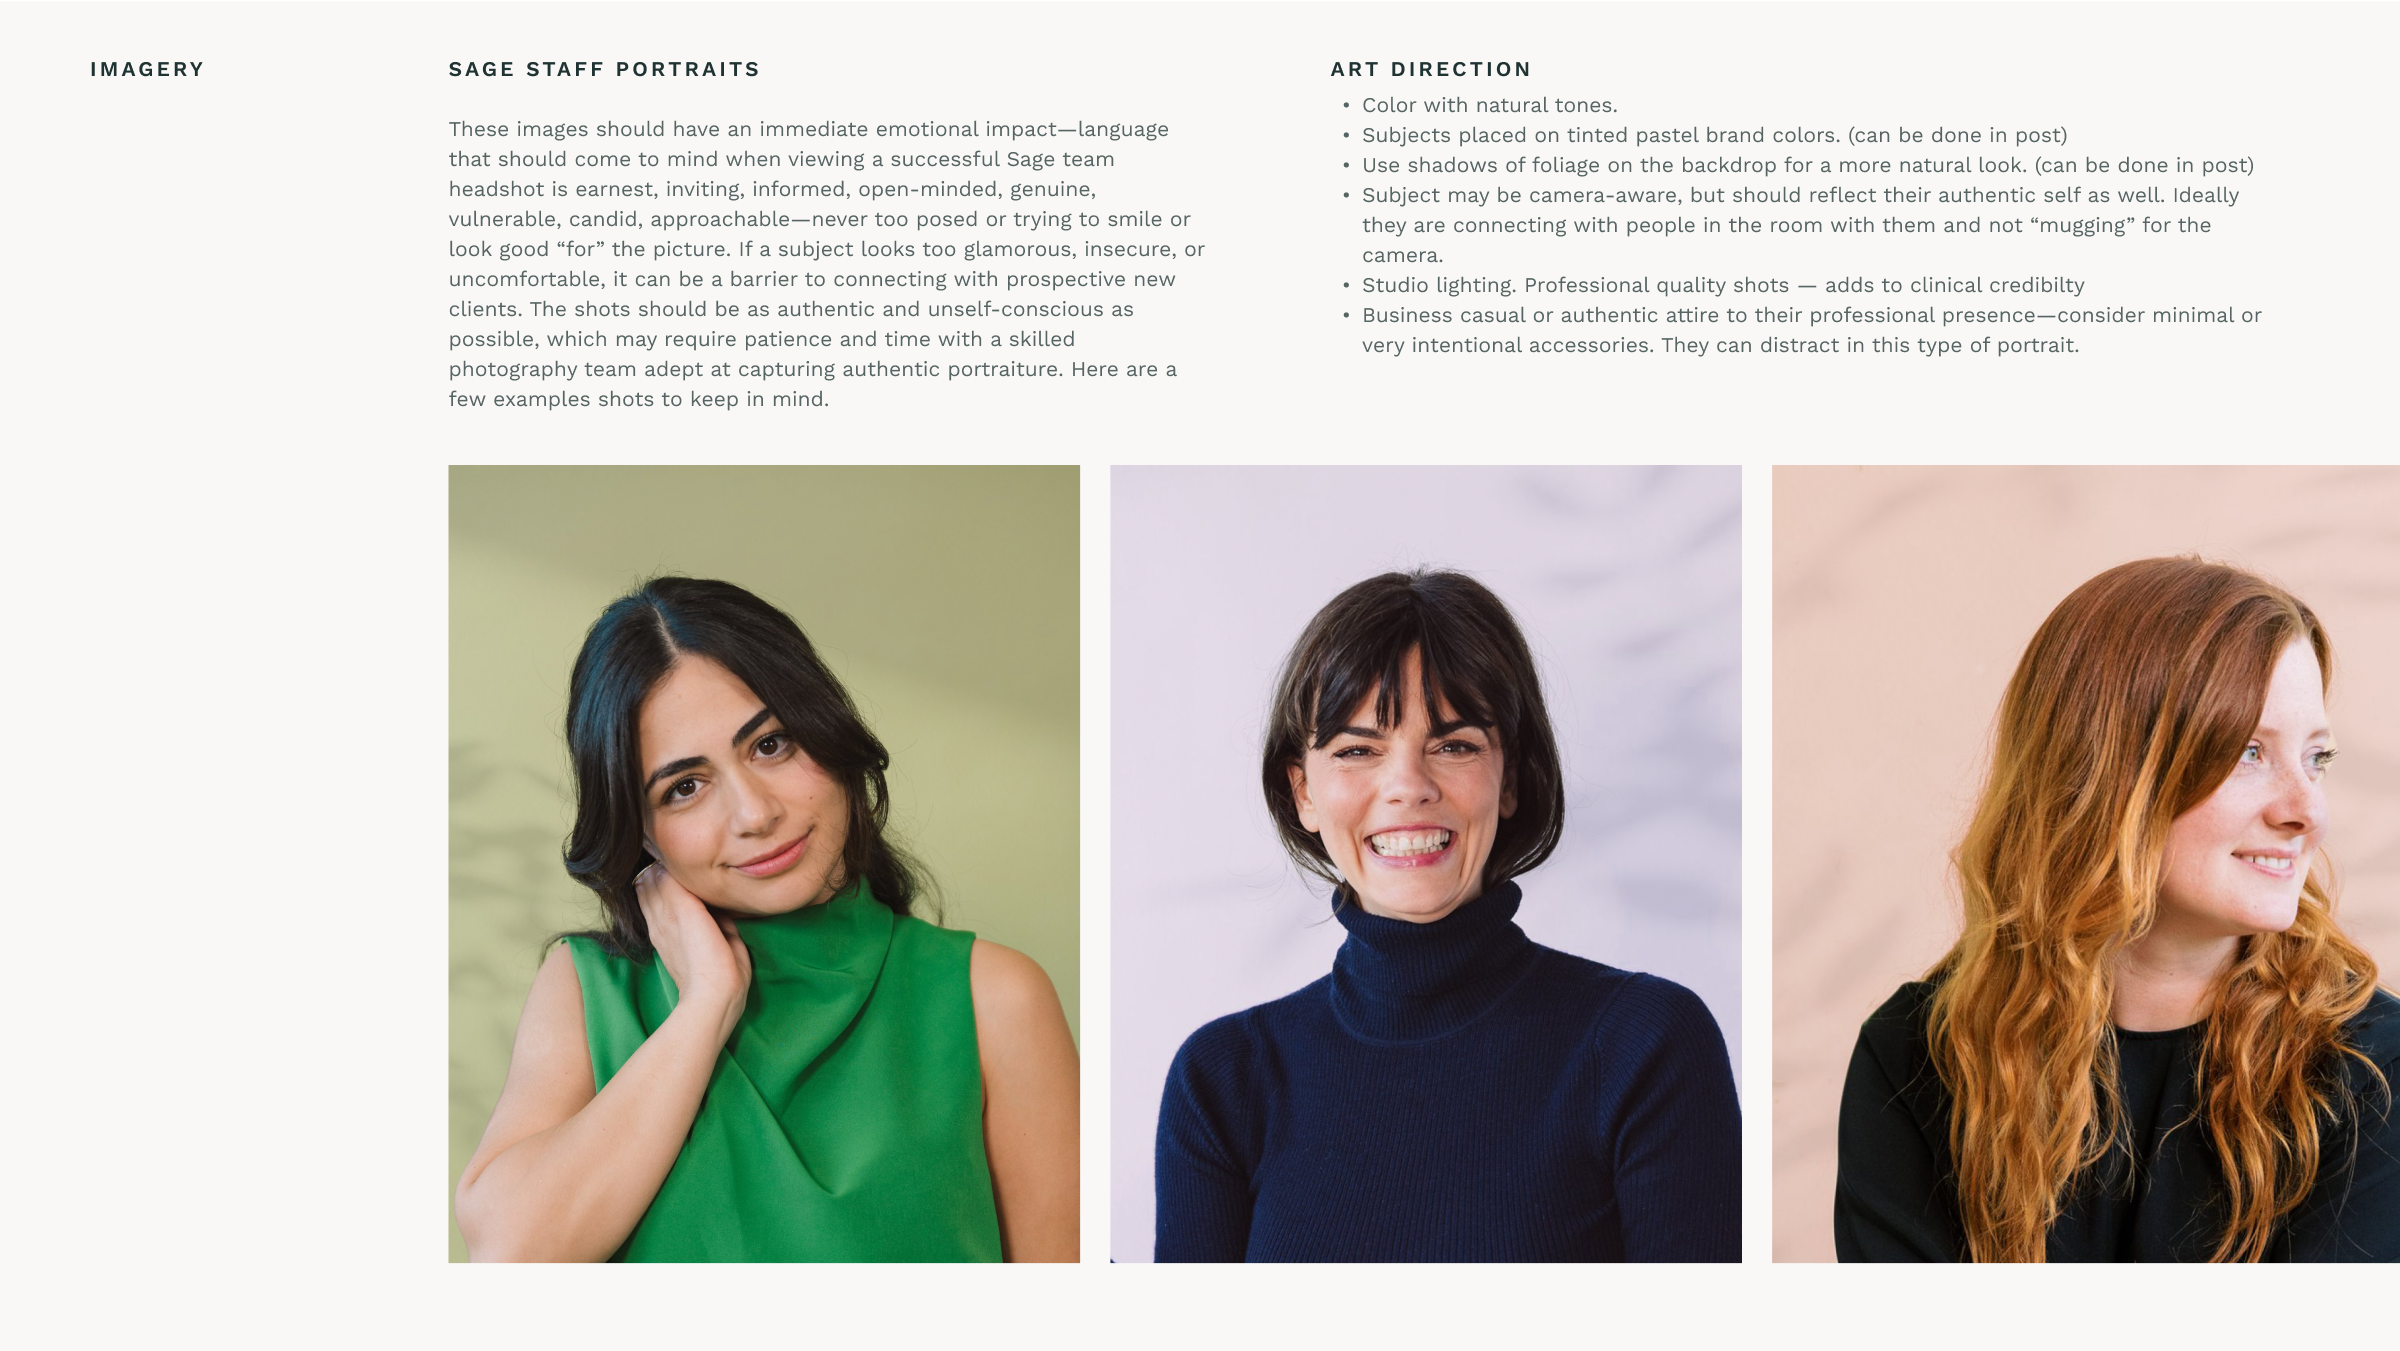 IMAGERY
SAGE STAFF PORTRAITS
These images should have an immediate emotional impact—language
that should come to mind when viewing a successful Sage team
headshot is earnest, inviting, informed, open-minded, genuine,
vulnerable, candid, approachable—never too posed or trying to smile or
look good “for” the picture. If a subject looks too glamorous, insecure, or
uncomfortable, it can be a barrier to connecting with prospective new
clients. The shots should be as authentic and unself-conscious as
possible, which may require patience and time with a skilled
photography team adept at capturing authentic portraiture. Here are a
few examples shots to keep in mind.
ART DIRECTION
• Color with natural tones.
• Subjects placed on tinted pastel brand colors. (can be done in post)
• Use shadows of foliage on the backdrop for a more natural look. (can be done in post)
• Subject may be camera-aware, but should reflect their authentic self as well. Ideally
they are connecting with people in the room with them and not “mugging” for the
camera.
• Studio lighting. Professional quality shots — adds to clinical credibilty
• Business casual or authentic attire to their professional presence—consider minimal or
very intentional accessories. They can distract in this type of portrait.